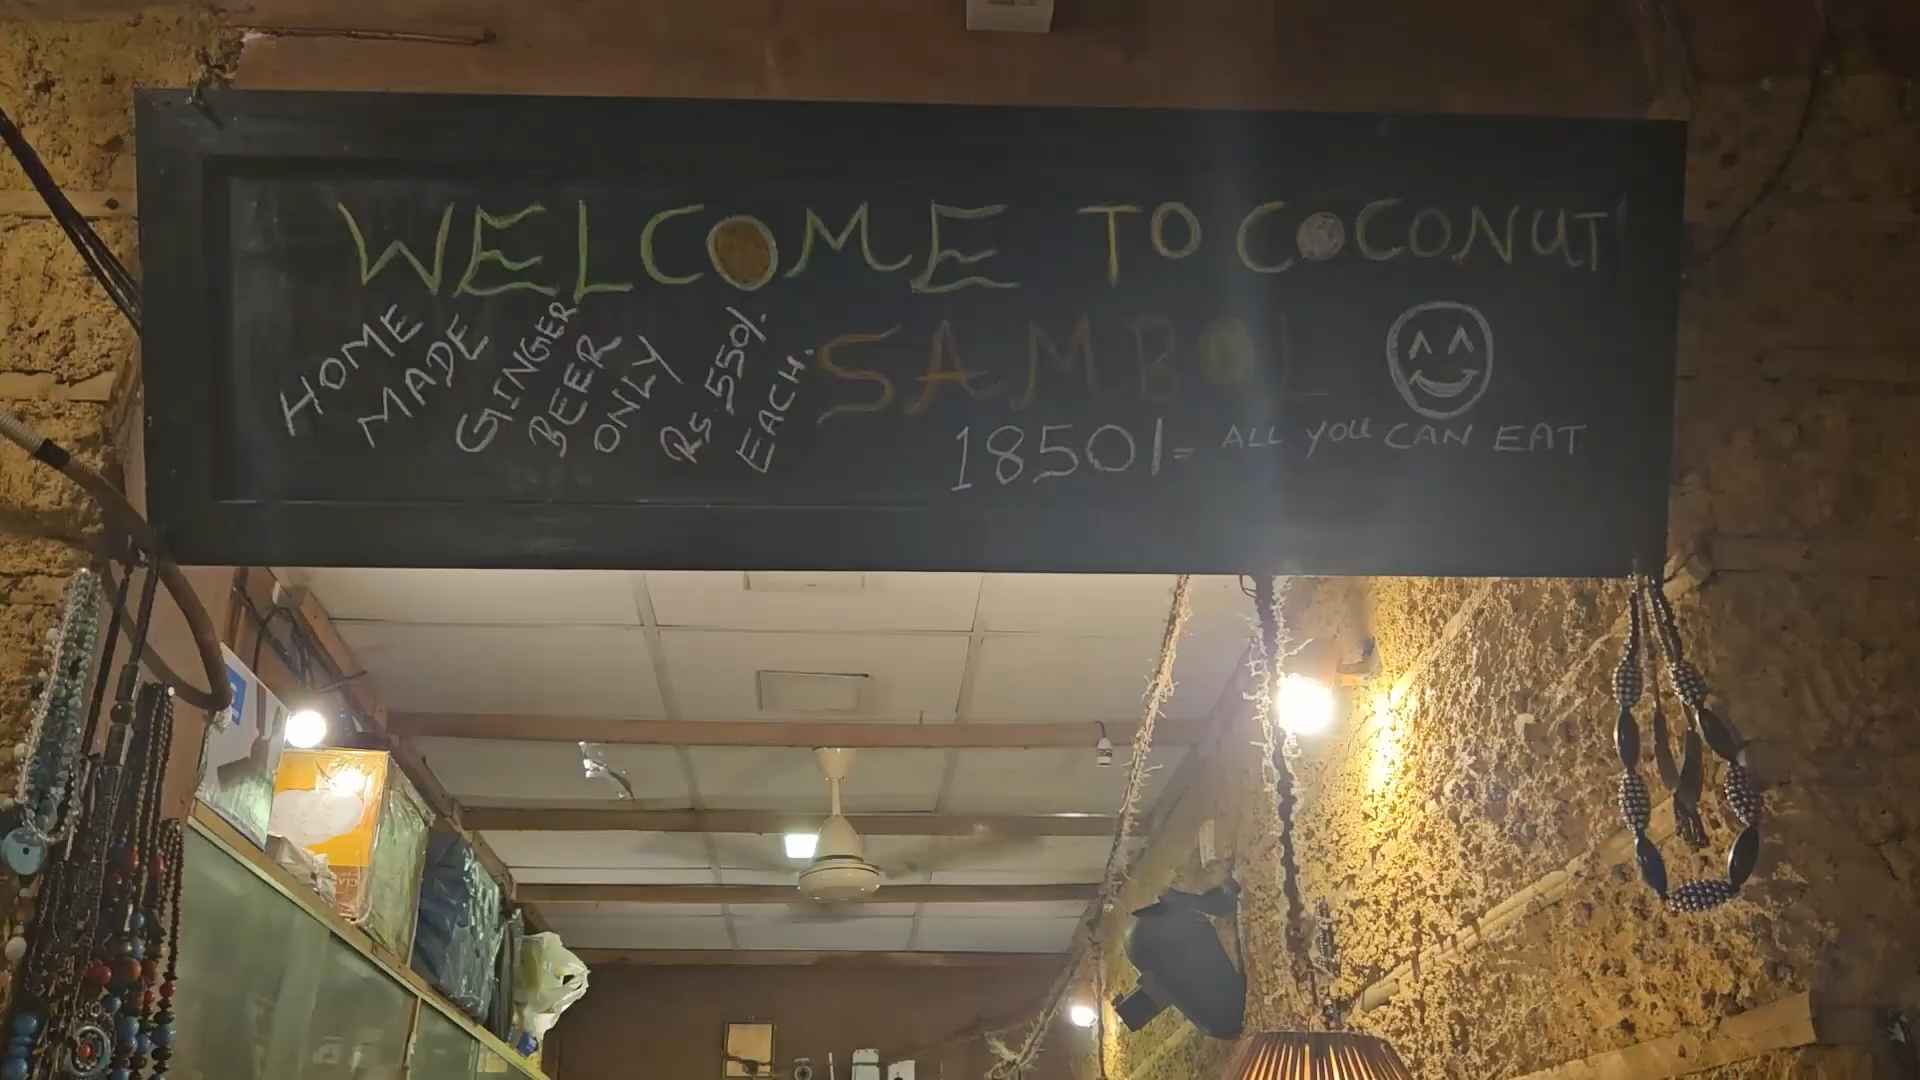 WELCOME TO COCONUT
SAMBOL
HOME
MADE
GINGER
BEER
ONLY
Rs. 550/.
EACH.
1850/= ALL YOU CAN EAT